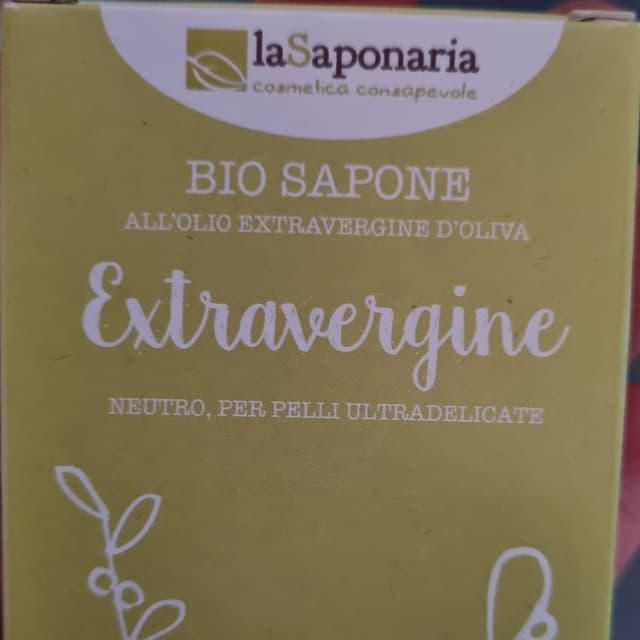 laSaponaria
cosmetica consapevole
BIO SAPONE
ALL'OLIO EXTRAVERGINE D'OLIVA
Extravergine
NEUTRO, PER PELLI ULTRADELICATE